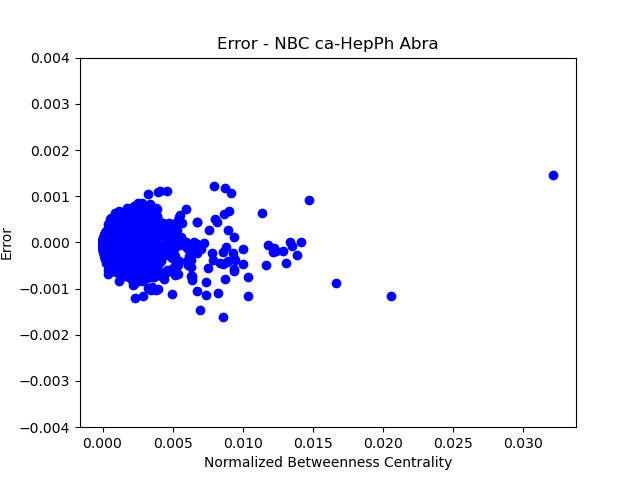 Error - NBC ca-HepPh Abra
0.004
0.003
0.002
0.001
0.000
−0.001
−0.002
−0.003
−0.004
Error
0.000 0.005 0.010 0.015 0.020 0.025 0.030
Normalized Betweenness Centrality